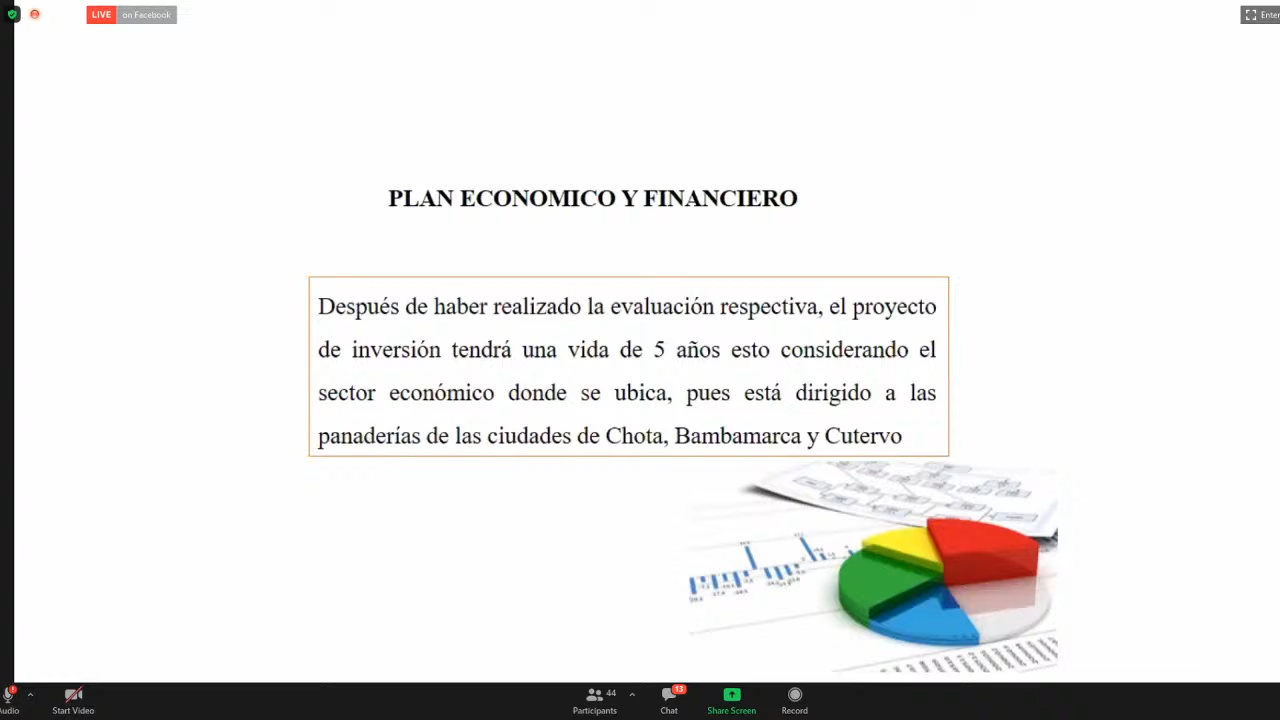 LIVE on Facebook
Enter
PLAN ECONOMICO Y FINANCIERO
Después de haber realizado la evaluación respectiva, el proyecto
de inversión tendrá una vida de 5 años esto considerando el
sector económico donde se ubica, pues está dirigido a las
panaderías de las ciudades de Chota, Bambamarca y Cutervo
44
13
Audio
Start Video
Participants
Chat
Share Screen
Record